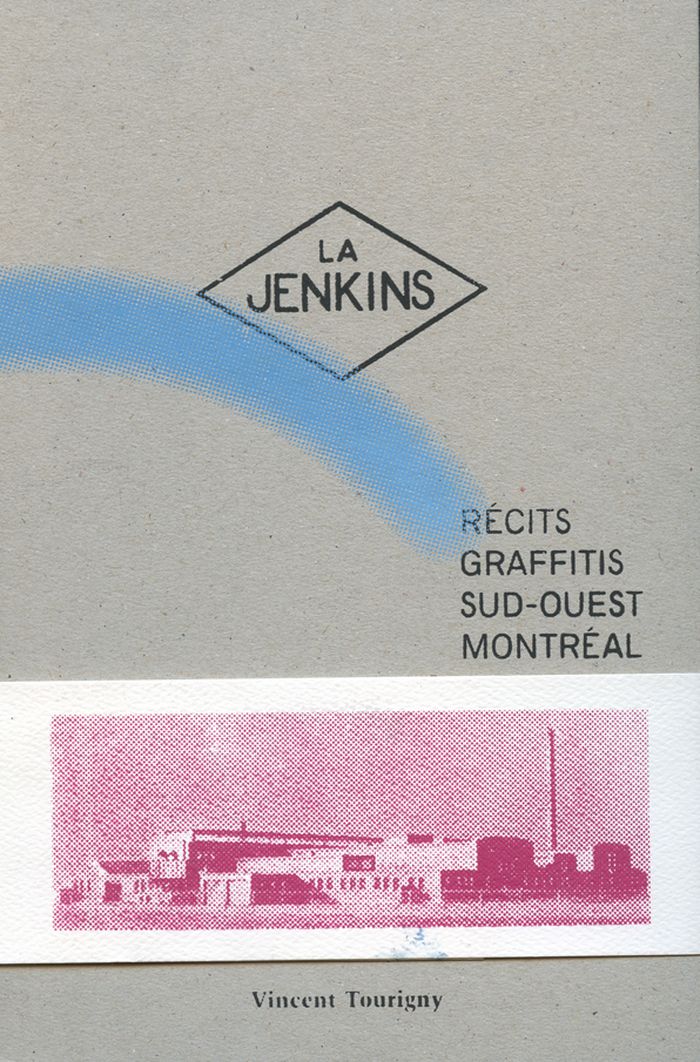 LA
JENKINS
RÉCITS
GRAFFITIS
SUD-OUEST
MONTRÉAL
Vincent Tourigny